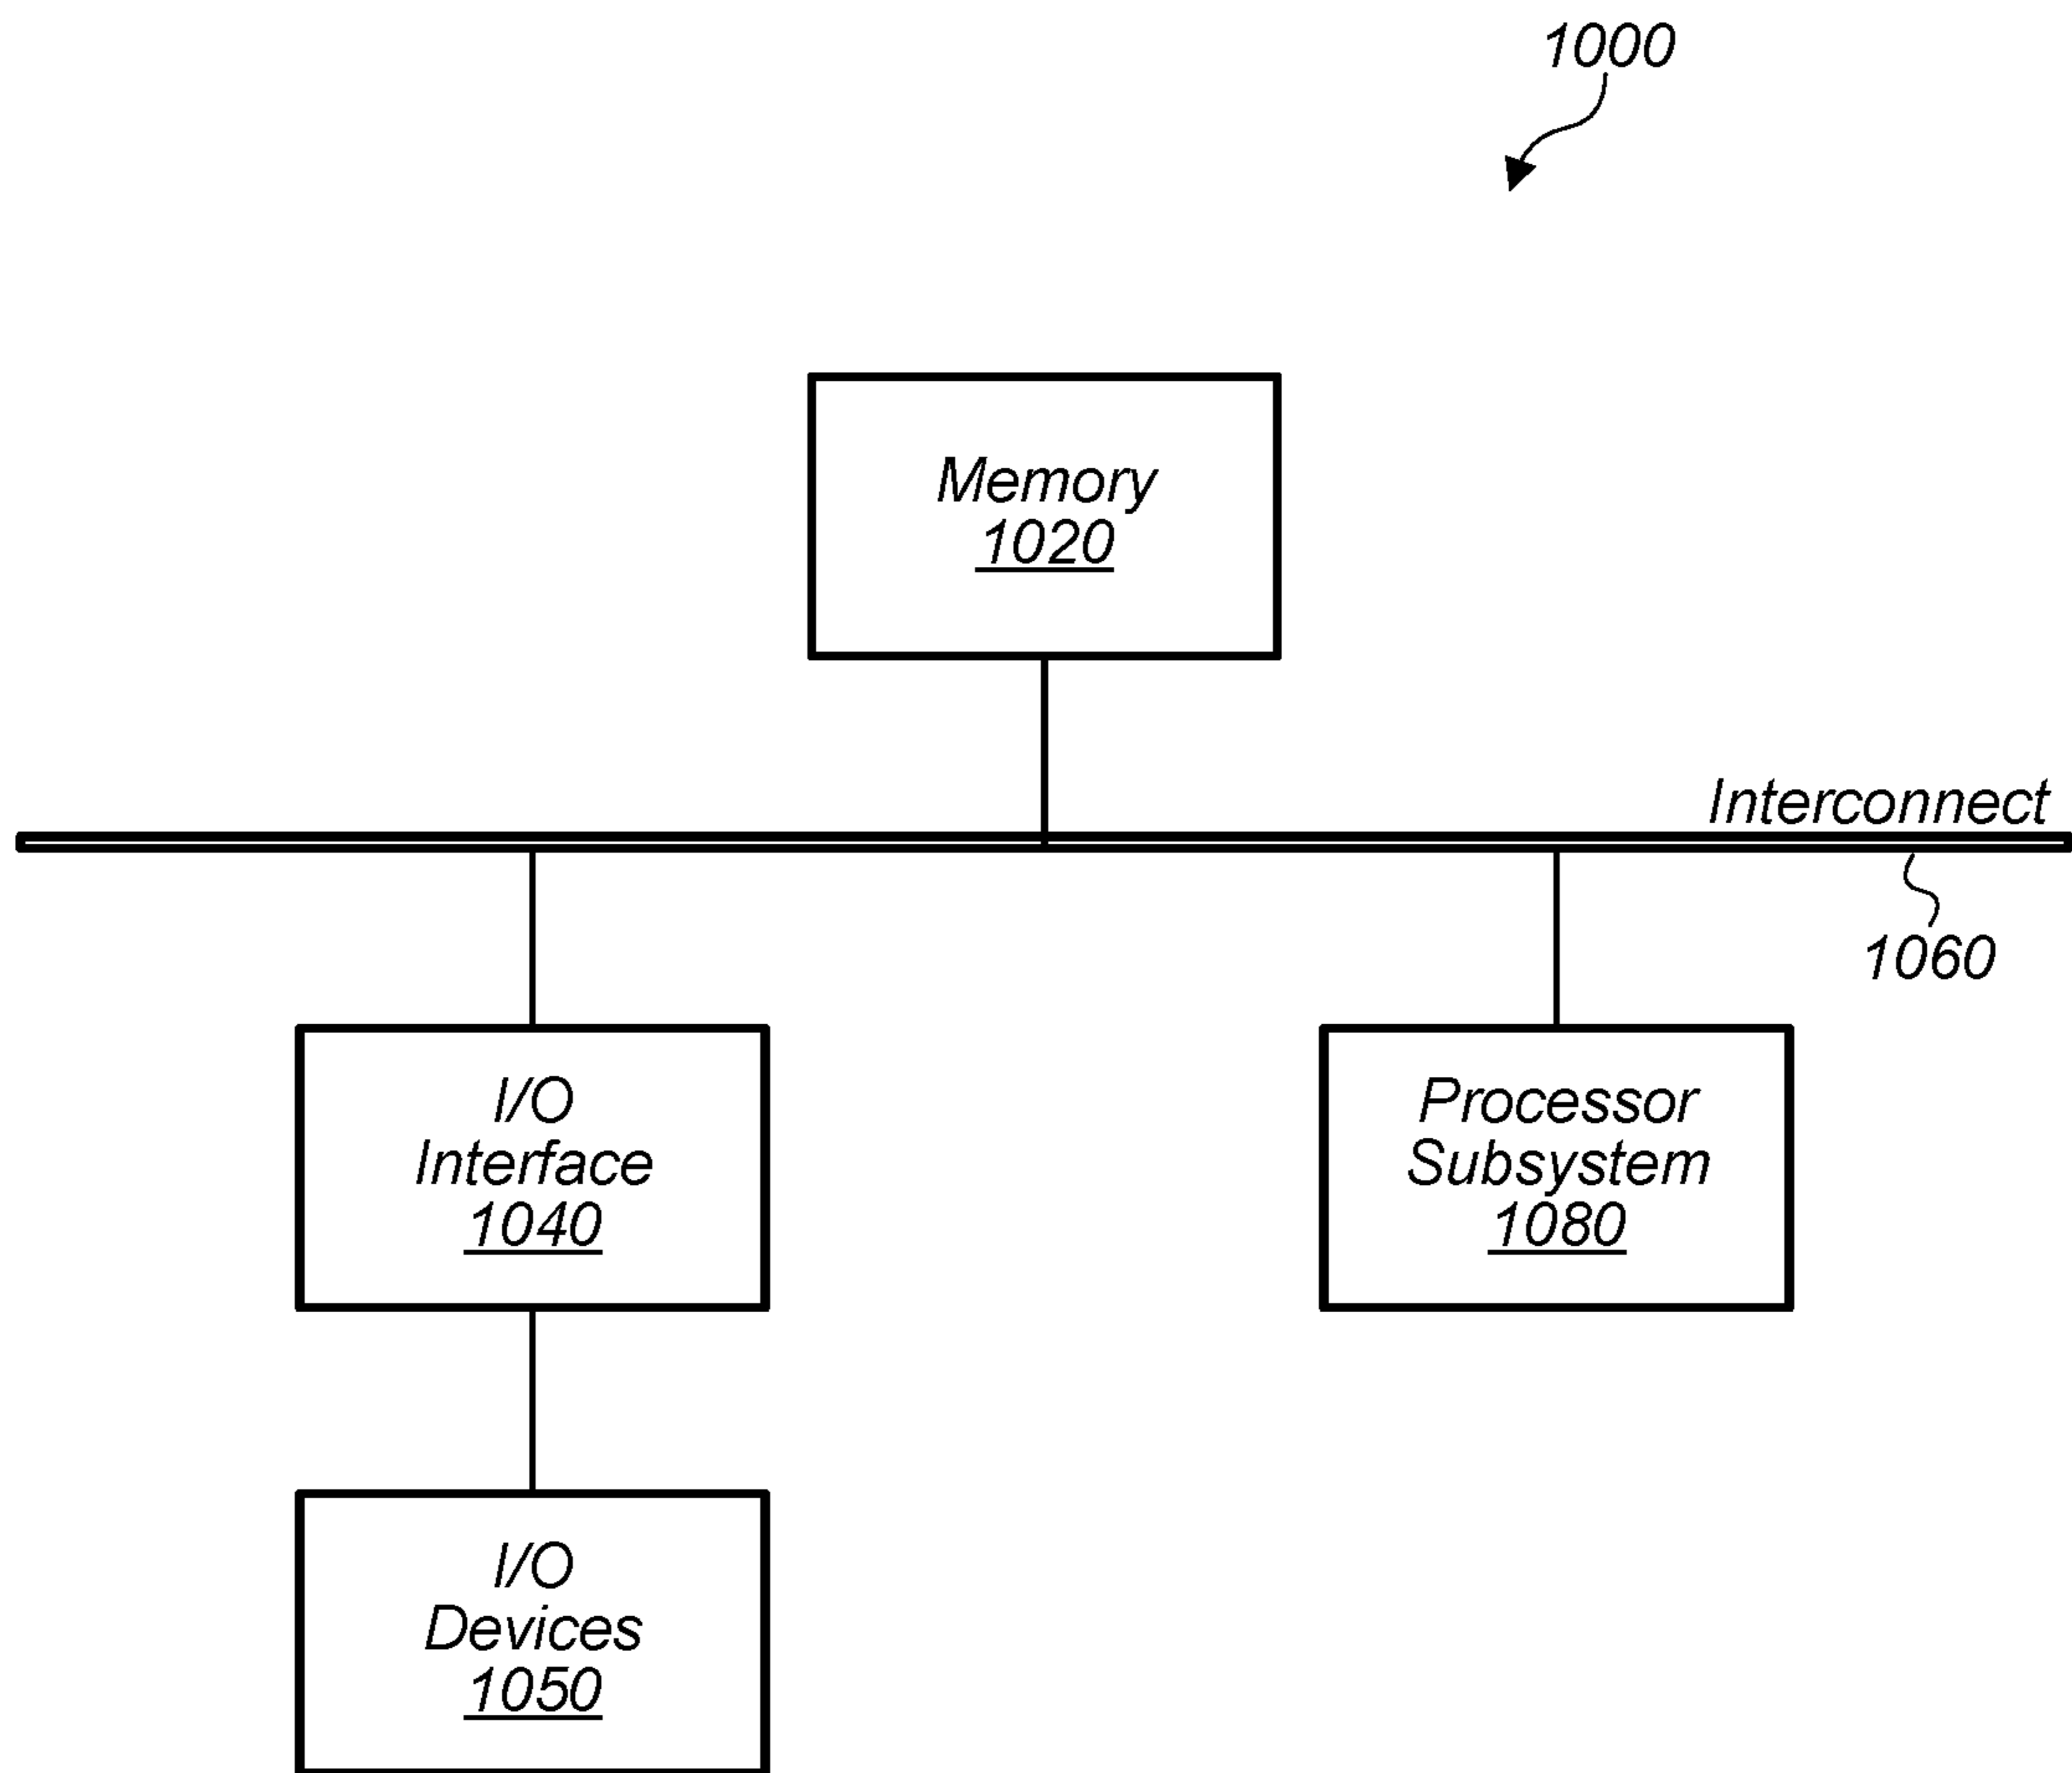 1000
Memory
1020
Interconnect
1060
I/O
Interface
1040
Processor
Subsystem
1080
I/O
Devices
1050